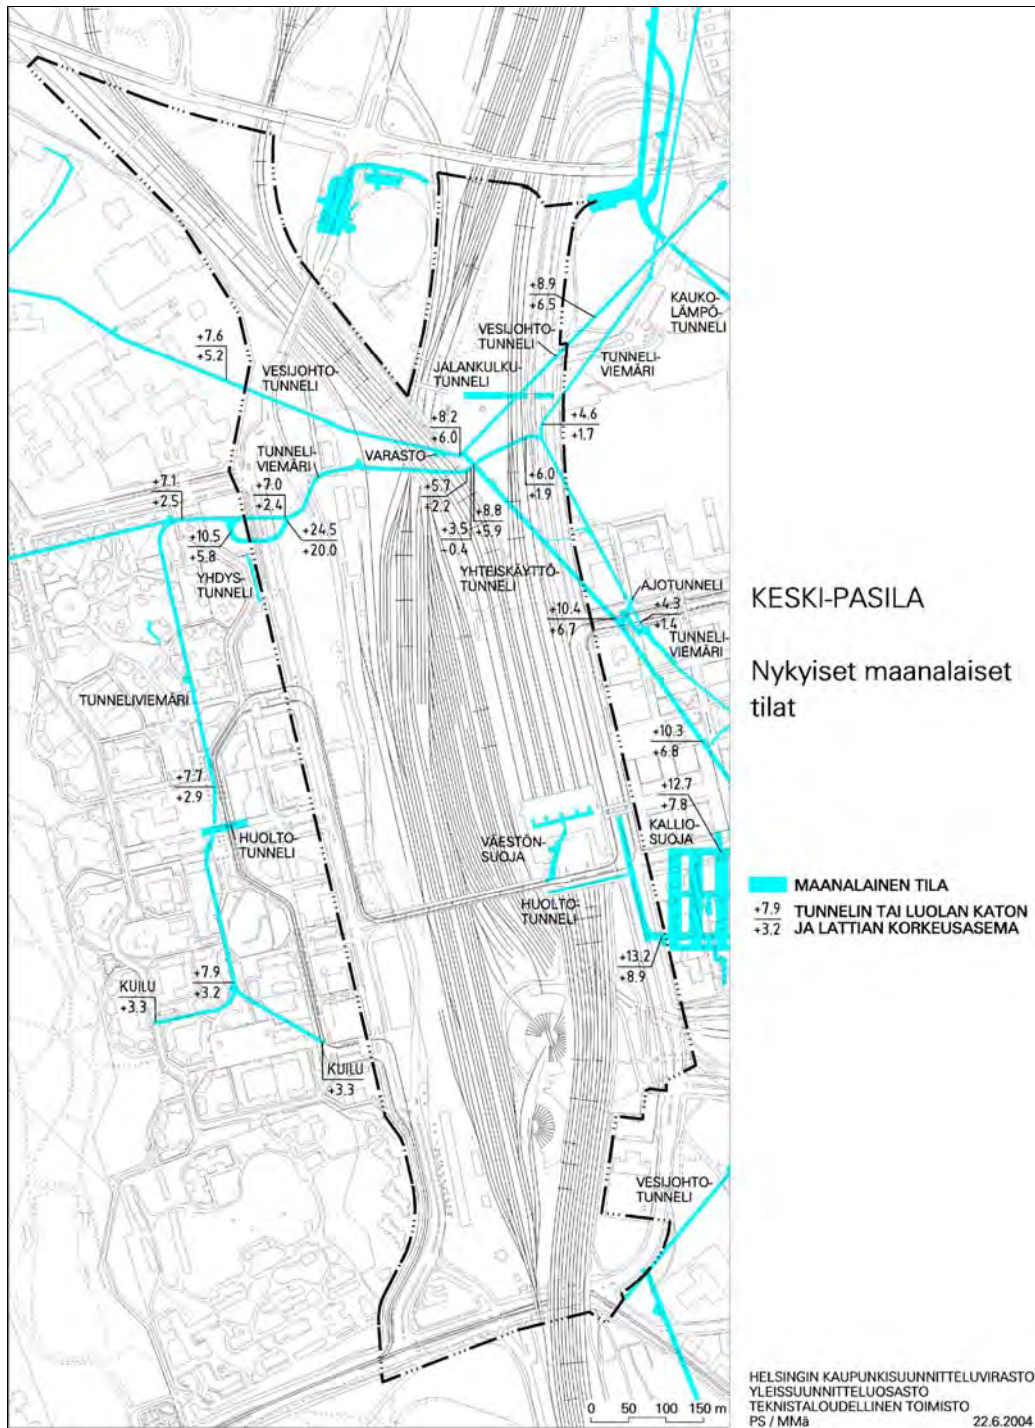 +8.9
+6.5
KAUKO-
LÄMPÖ-
TUNNELI
VESIJOHTO-
TUNNELI
TUNNELI-
VIEMÄRI
+7.6
+5.2
VESIJOHTO-
TUNNELI
JALANKULKU-
TUNNELI
+8.2
+6.0
+4.6
+1.7
TUNNELI-
VIEMÄRI
VARASTO
+7.1
+2.5
+7.0
+2.4
+5.7
+2.2
+6.0
+1.9
+8.8
+5.9
+3.5
-0.4
+24.5
+20.0
+10.5
+5.8
YHDYS-
TUNNELI
YHTEISKÄYTTÖ-
TUNNELI
AJOTUNNELI
+10.4
+6.7
+4.3
+1.4
TUNNELI-
VIEMÄRI
KESKI-PASILA
Nykyiset maanalaiset
tilat
TUNNELIVIEMÄRI
+10.3
+6.8
+7.7
+2.9
+12.7
+7.8
KALLIO-
SUOJA
HUOLTO-
TUNNELI
VÄESTÖN-
SUOJA
HUOLTO-
TUNNELI
MAANALAINEN TILA
+7.9
+3.2
TUNNELIN TAI LUOLAN KATON
JA LATTIAN KORKEUSASEMA
+13.2
+8.9
KUILU
+3.3
+7.9
+3.2
KUILU
+3.3
VESIJOHTO-
TUNNELI
0 50 100 150 m
HELSINGIN KAUPUNKISUUNNITTELUVIRASTO
YLEISSUUNNITTELUOSASTO
TEKNISTALOUDELLINEN TOIMISTO
PS / MMä 22.6.2004